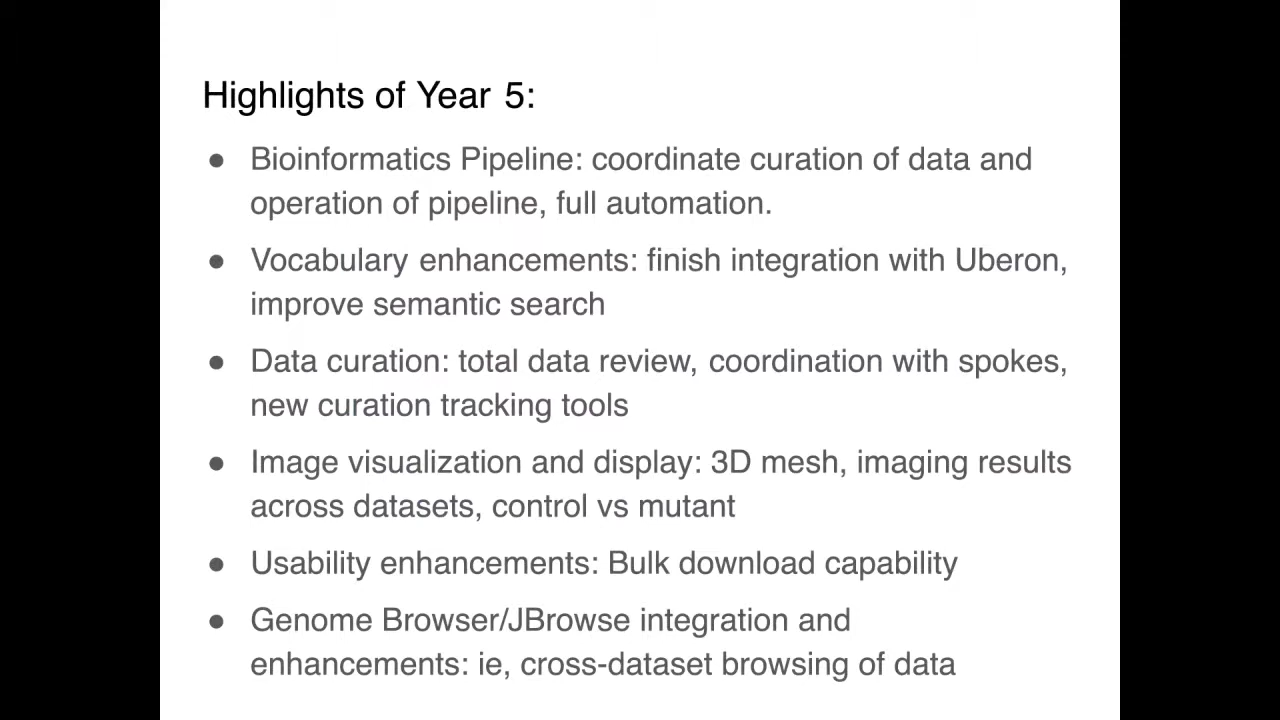 Highlights of Year 5:
● Bioinformatics Pipeline: coordinate curation of data and
operation of pipeline, full automation.
● Vocabulary enhancements: finish integration with Uberon,
improve semantic search
● Data curation: total data review, coordination with spokes,
new curation tracking tools
● Image visualization and display: 3D mesh, imaging results
across datasets, control vs mutant
● Usability enhancements: Bulk download capability
● Genome Browser/JBrowse integration and
enhancements: ie, cross-dataset browsing of data